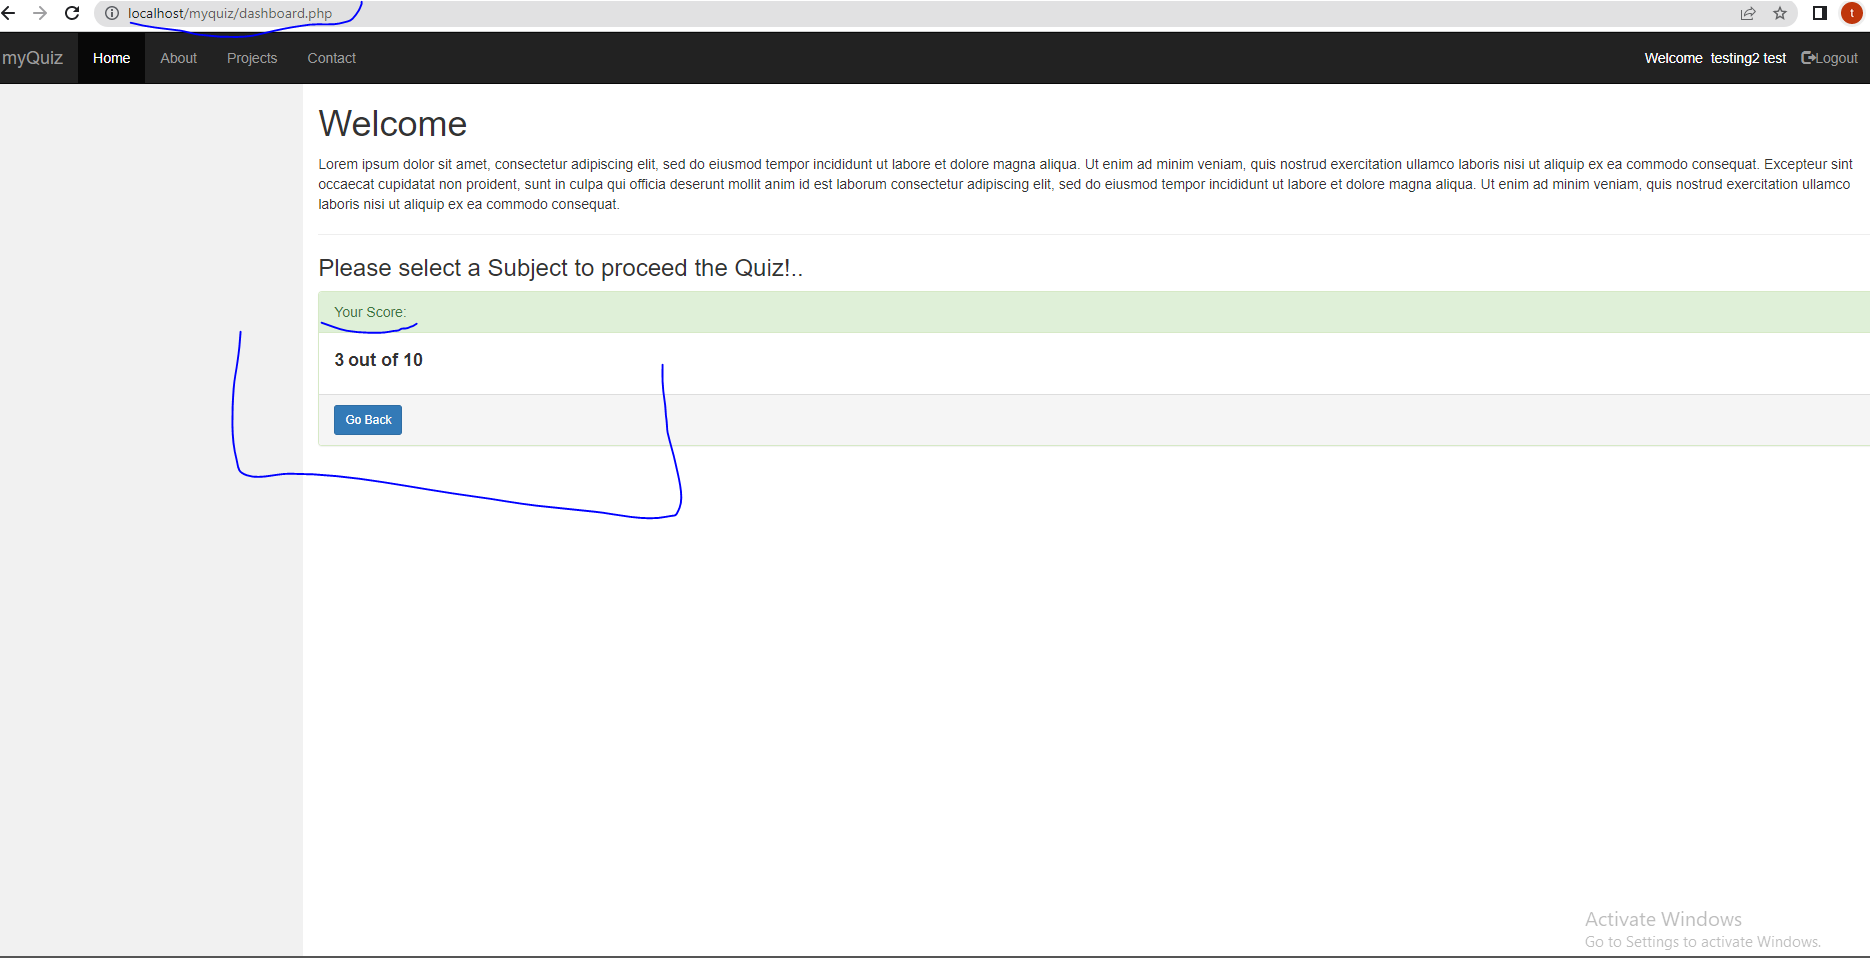 localhost/myquiz/dashboard.php
t
myQuiz Home About Projects Contact Welcome testing2 test Logout
Welcome
Lorem ipsum dolor sit amet, consectetur adipiscing elit, sed do eiusmod tempor incididunt ut labore et dolore magna aliqua. Ut enim ad minim veniam, quis nostrud exercitation ullamco laboris nisi ut aliquip ex ea commodo consequat. Excepteur sint
occaecat cupidatat non proident, sunt in culpa qui officia deserunt mollit anim id est laborum consectetur adipiscing elit, sed do eiusmod tempor incididunt ut labore et dolore magna aliqua. Ut enim ad minim veniam, quis nostrud exercitation ullamco
laboris nisi ut aliquip ex ea commodo consequat.
Please select a Subject to proceed the Quiz!..
Your Score:
3 out of 10
Go Back
Activate Windows
Go to Settings to activate Windows.